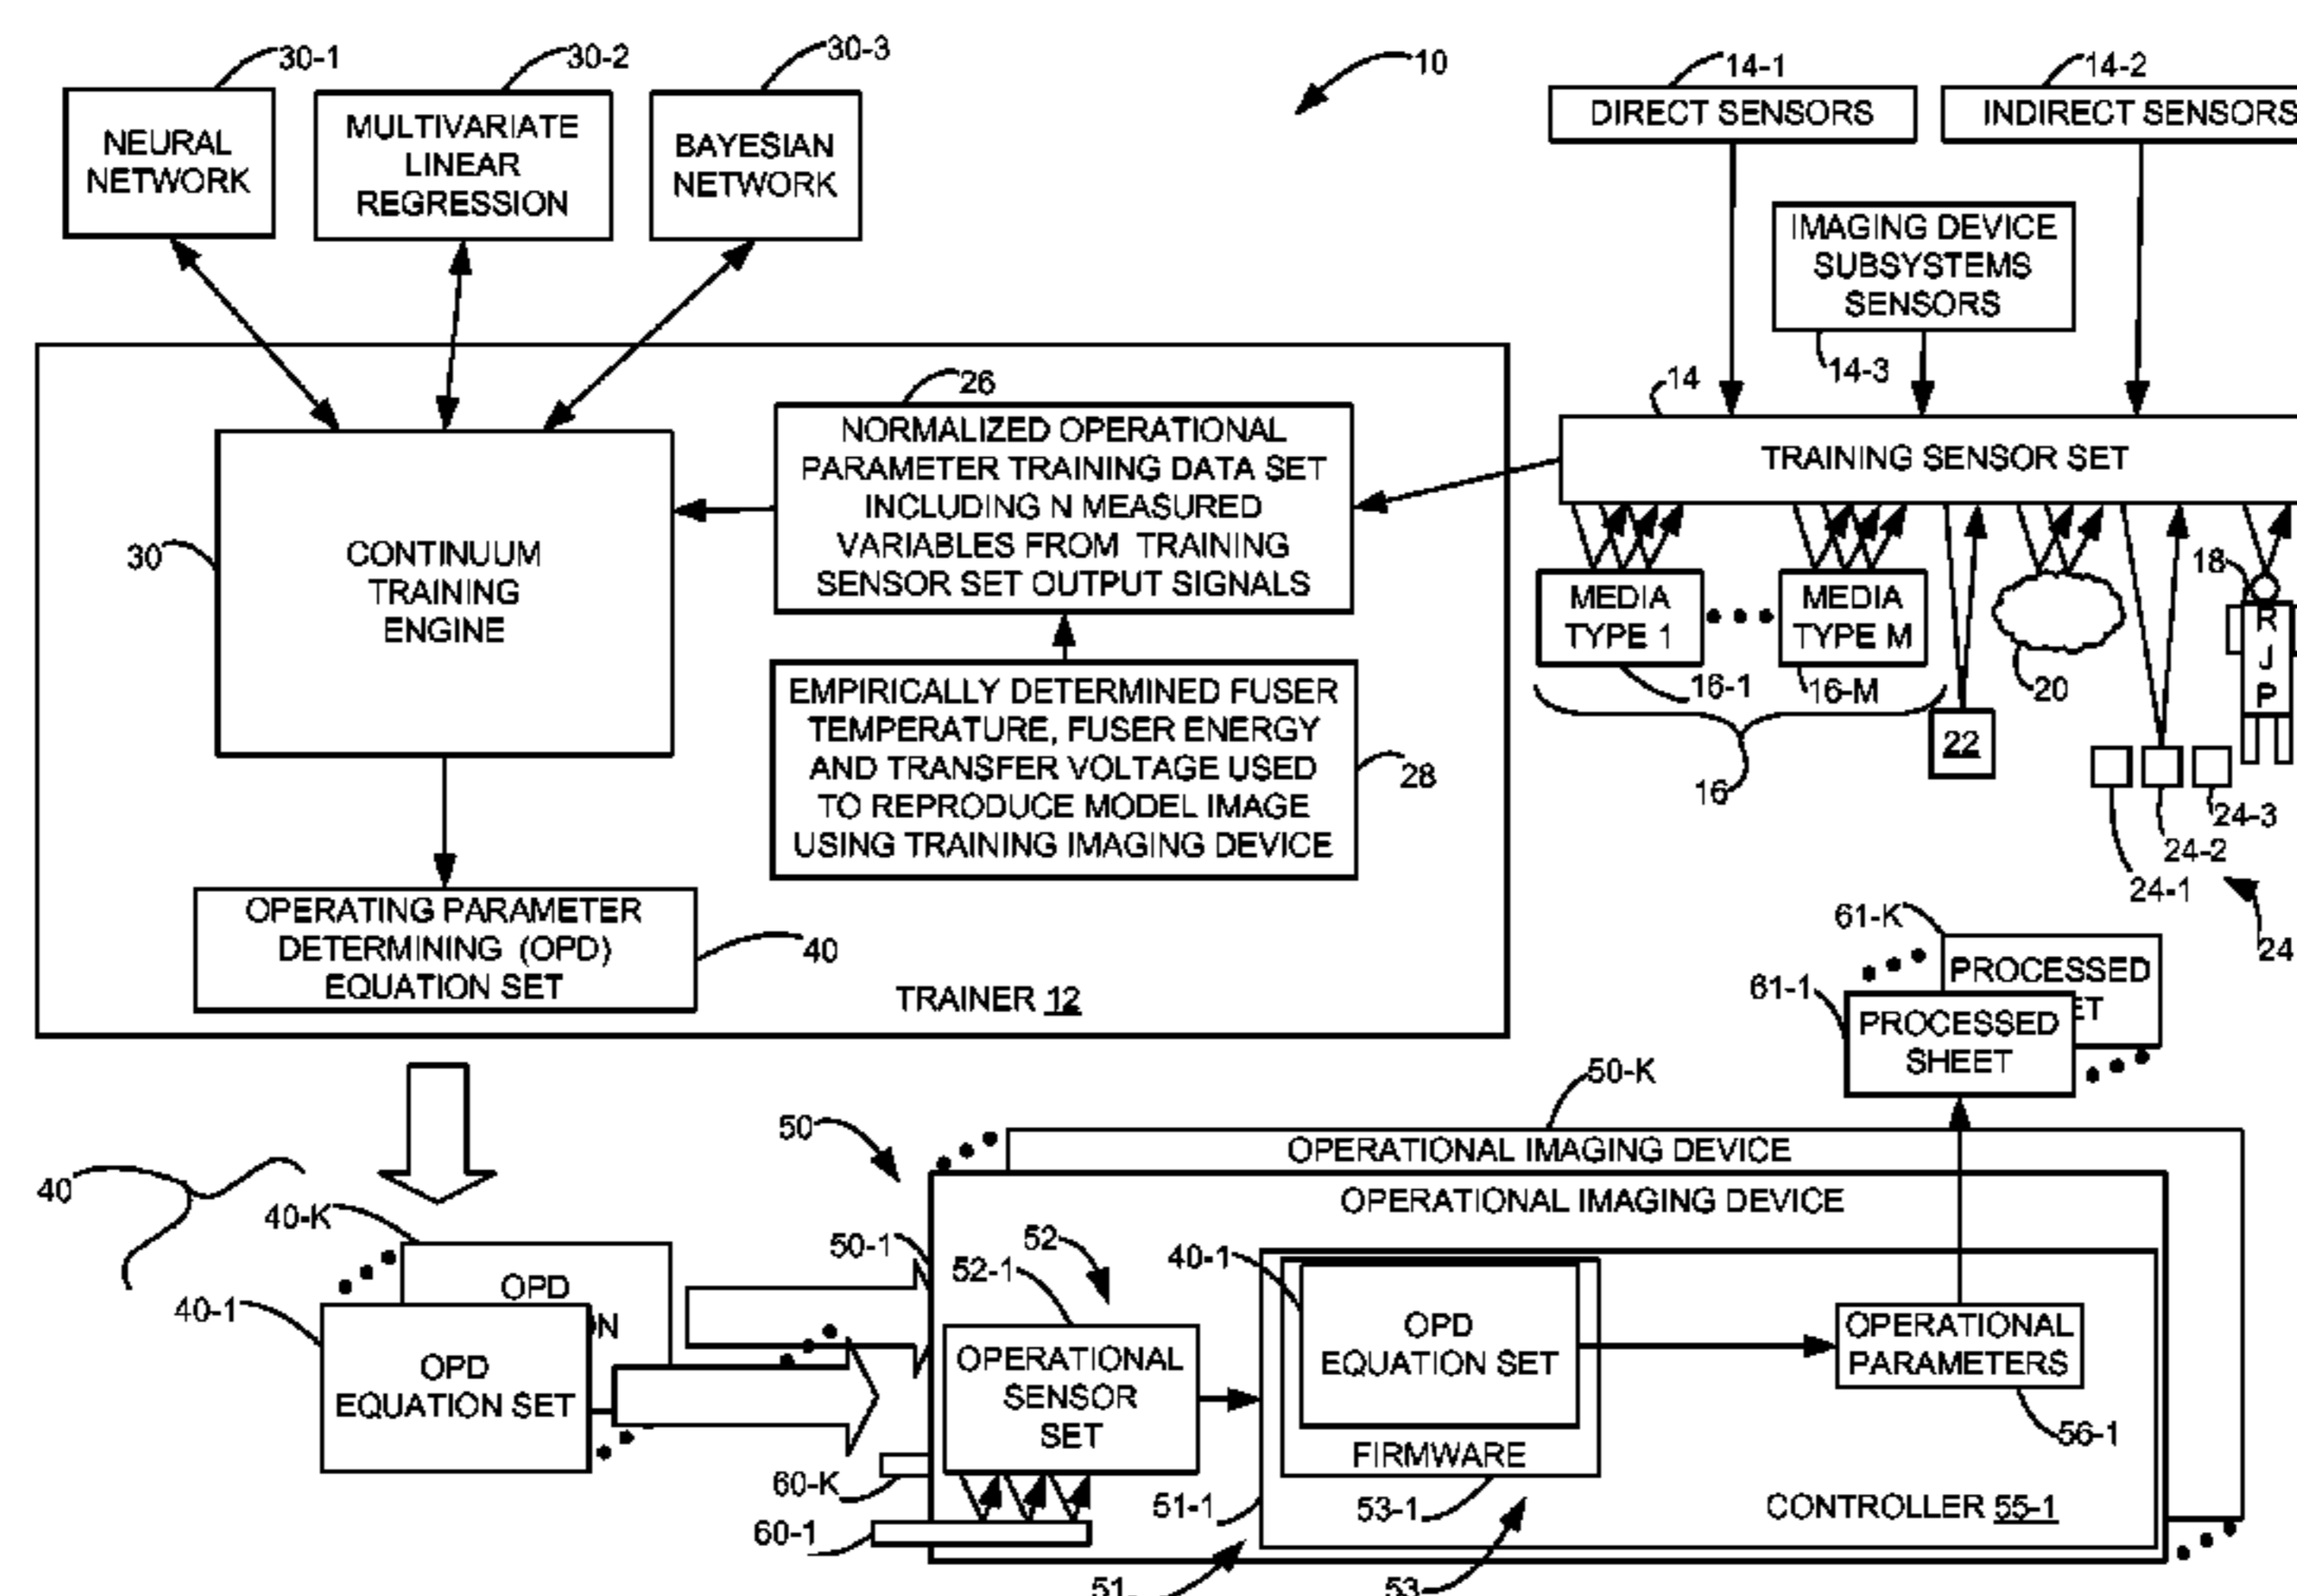 30-1
30-2
30-3
10
14-1
14-2
NEURAL
NETWORK
MULTIVARIATE
LINEAR
REGRESSION
BAYESIAN
NETWORK
DIRECT SENSORS
INDIRECT SENSORS
IMAGING DEVICE
SUBSYSTEMS
SENSORS
14-3
14
26
TRAINING SENSOR SET
NORMALIZED OPERATIONAL
PARAMETER TRAINING DATA SET
INCLUDING N MEASURED
VARIABLES FROM TRAINING
SENSOR SET OUTPUT SIGNALS
30
CONTINUUM
TRAINING
ENGINE
MEDIA
TYPE 1
MEDIA
TYPE M
18
R
J
P
16-1
16-M
20
22
16
EMPIRICALLY DETERMINED FUSER
TEMPERATURE, FUSER ENERGY
AND TRANSFER VOLTAGE USED
TO REPRODUCE MODEL IMAGE
USING TRAINING IMAGING DEVICE
28
24-3
24-2
24-1
24
OPERATING PARAMETER
DETERMINING (OPD)
EQUATION SET
40
TRAINER 12
61-K
PROCESSED
ET
61-1
PROCESSED
SHEET
50-K
50
OPERATIONAL IMAGING DEVICE
OPERATIONAL IMAGING DEVICE
40
40-K
OPD
N
40-1
OPD
EQUATION SET
50-1
52
52-1
OPERATIONAL
SENSOR
SET
40-1
OPD
EQUATION SET
FIRMWARE
OPERATIONAL
PARAMETERS
56-1
60-K
60-1
51-1
53-1
CONTROLLER 55-1
51
53